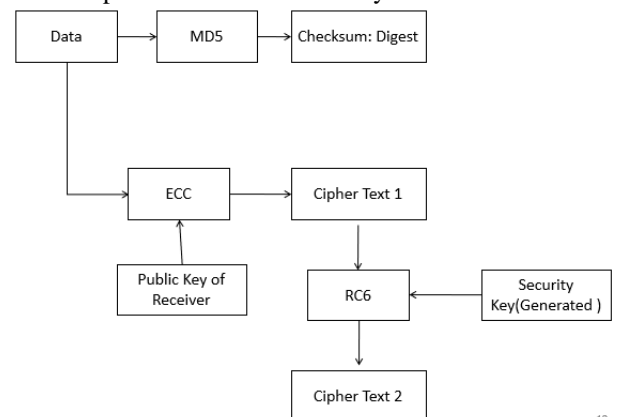 Data
MD5
Checksum: Digest
ECC
Cipher Text 1
Public Key of
Receiver
RC6
Security
Key(Generated )
Cipher Text 2